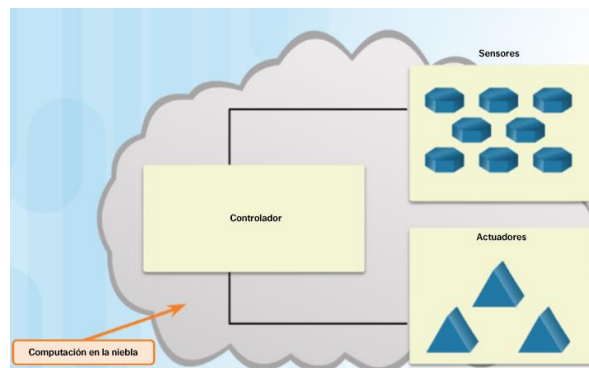 Sensores
Controlador
Actuadores
Computación en la niebla